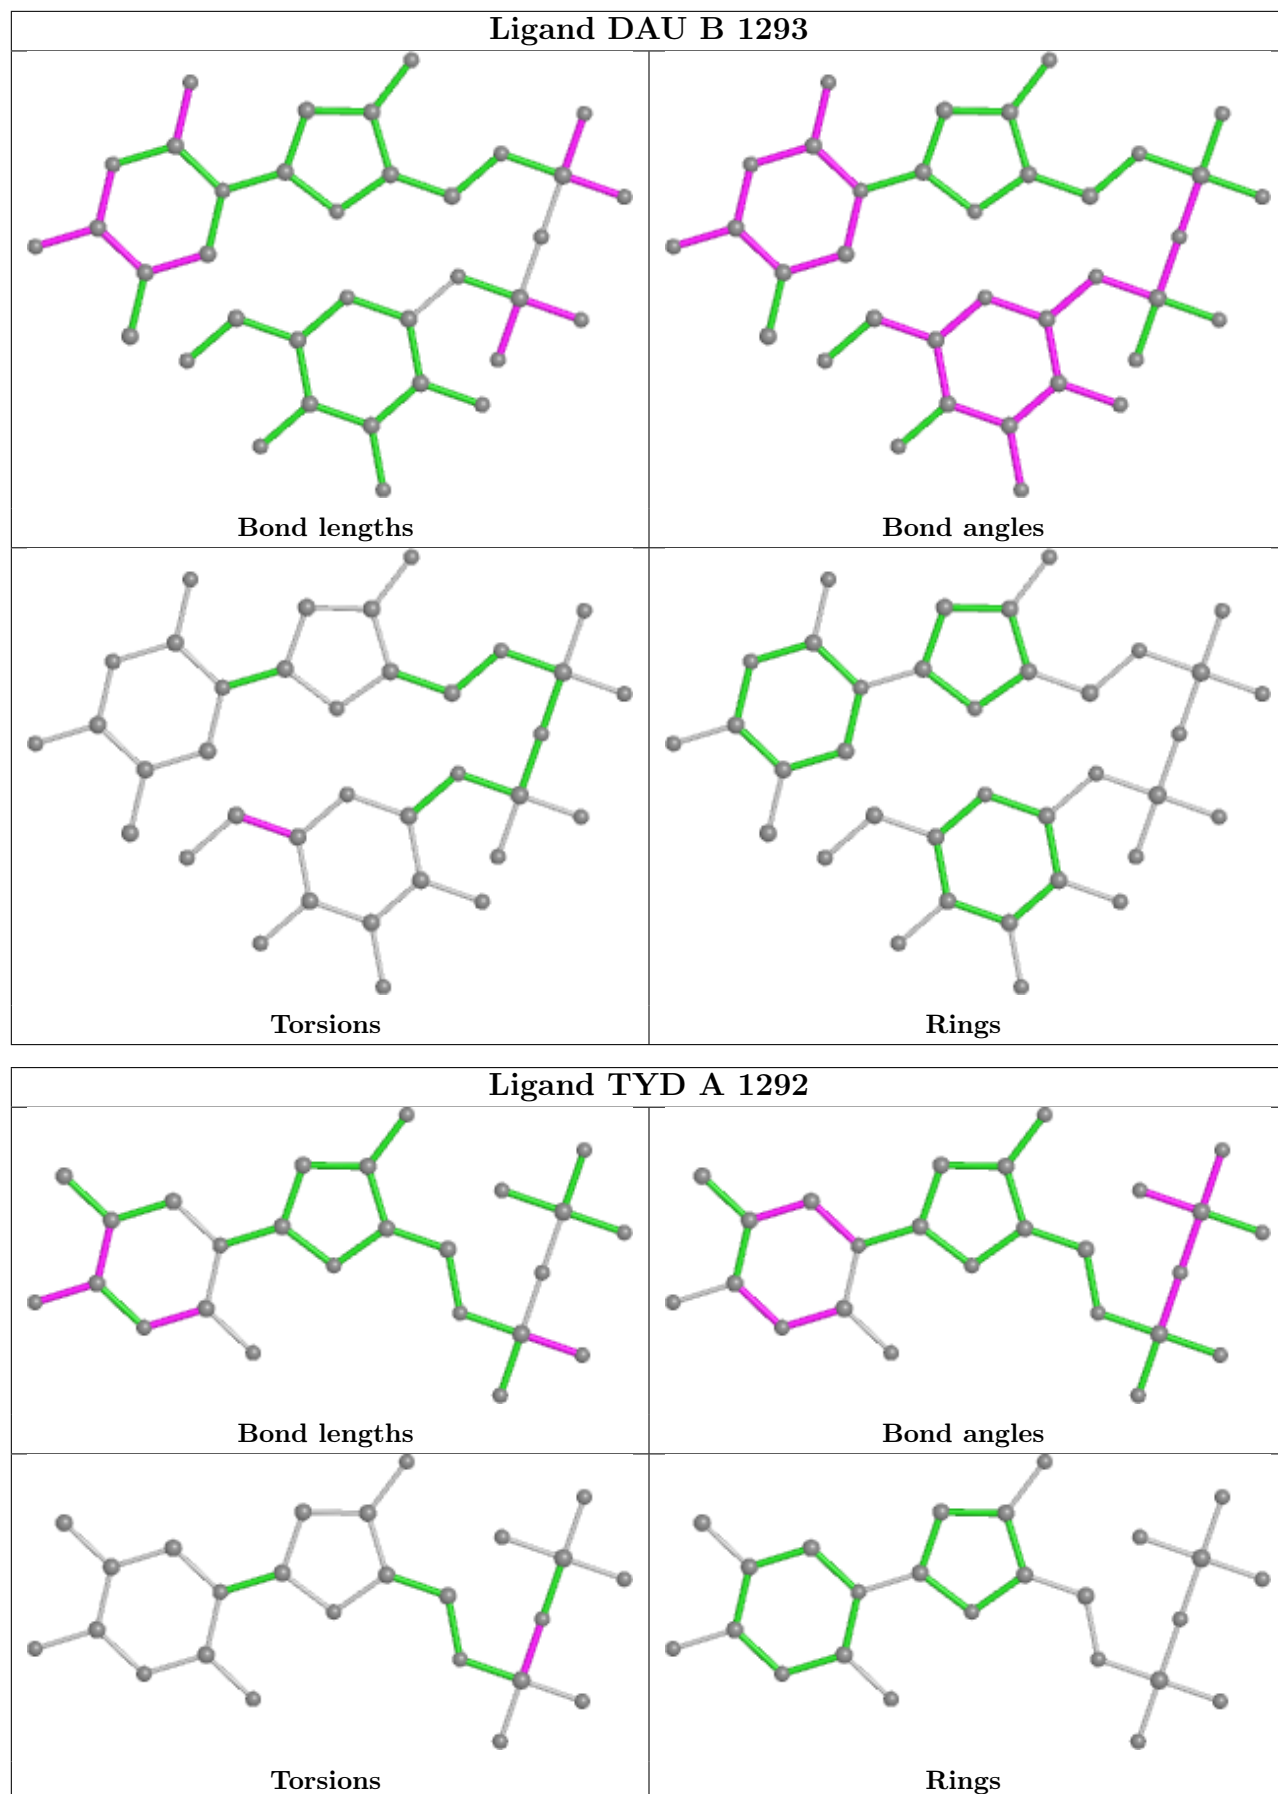 Ligand DAU B 1293
Bond lengths
Bond angles
Torsions
Rings
Ligand TYD A 1292
Bond lengths
Bond angles
Torsions
Rings